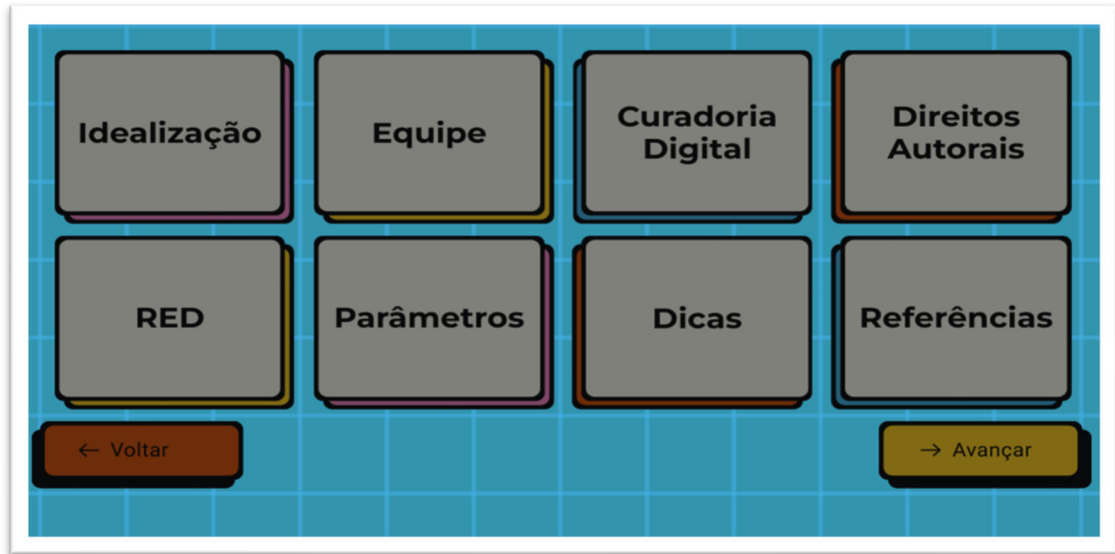 Idealização
Equipe
Curadoria
Digital
Direitos
Autorais
RED
Parâmetros
Dicas
Referências
← Voltar
→ Avançar